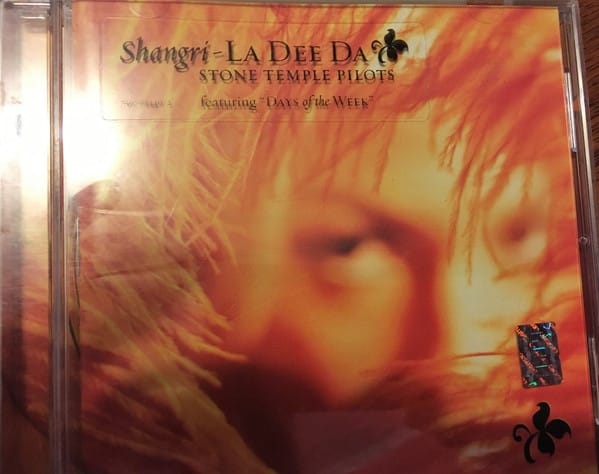 Shangri-LA DEE DA
STONE TEMPLE PILOTS
featuring "DAYS of the WEEK"